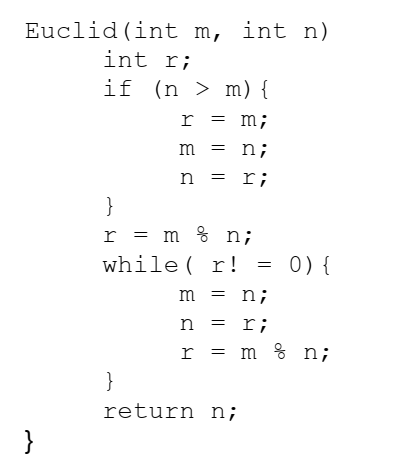 Euclid(int m, int n)
int r;
if (n > m){
r = m;
m = n;
n = r;
}
r = m % n;
while( r! = 0){
m = n;
n = r;
r = m % n;
}
return n;
}